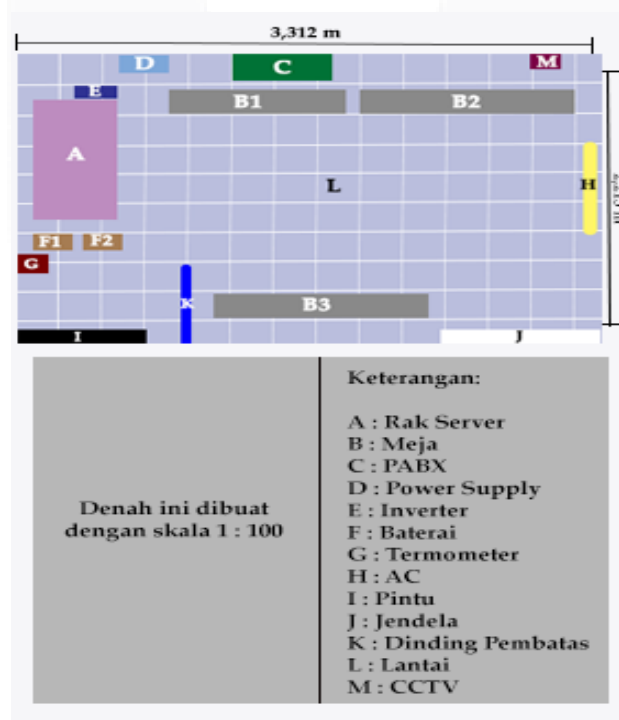 3,312 m
D
C
M
E
B1
B2
A
L
H
F1
F2
G
K
B3
I
J
Denah ini dibuat
dengan skala 1 : 100
Keterangan:
A : Rak Server
B : Meja
C : PABX
D : Power Supply
E : Inverter
F : Baterai
G : Termometer
H : AC
I : Pintu
J : Jendela
K : Dinding Pembatas
L : Lantai
M : CCTV